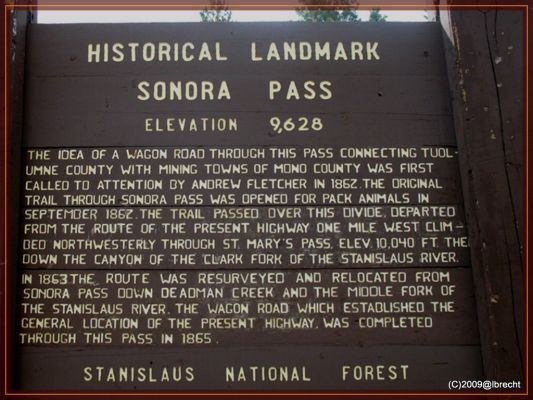 HISTORICAL LANDMARK
SONORA PASS
ELEVATION 9,628
THE IDEA OF A WAGON ROAD THROUGH THIS PASS CONNECTING TUOL-
UMNE COUNTY WITH MINING TOWNS OF MONO COUNTY WAS FIRST
CALLED TO ATTENTION BY ANDREW FLETCHER IN 1862. THE ORIGINAL
TRAIL THROUGH SONORA PASS WAS OPENED FOR PACK ANIMALS IN
SEPTEMBER 1862. THE TRAIL PASSED OVER THIS DIVIDE, DEPARTED
FROM THE ROUTE OF THE PRESENT HIGHWAY ONE MILE WEST CLIM-
BED NORTHWESTERLY THROUGH ST. MARY'S PASS, ELEV. 10,040 FT. THE
DOWN THE CANYON OF THE CLARK FORK OF THE STANISLAUS RIVER.
IN 1863 THE ROUTE WAS RESURVEYED AND RELOCATED FROM
SONORA PASS DOWN DEADMAN CREEK AND THE MIDDLE FORK OF
THE STANISLAUS RIVER. THE WAGON ROAD WHICH ESTABLISHED THE
GENERAL LOCATION OF THE PRESENT HIGHWAY, WAS COMPLETED
THROUGH THIS PASS IN 1865.
STANISLAUS NATIONAL FOREST
(C)2009@lbrecht